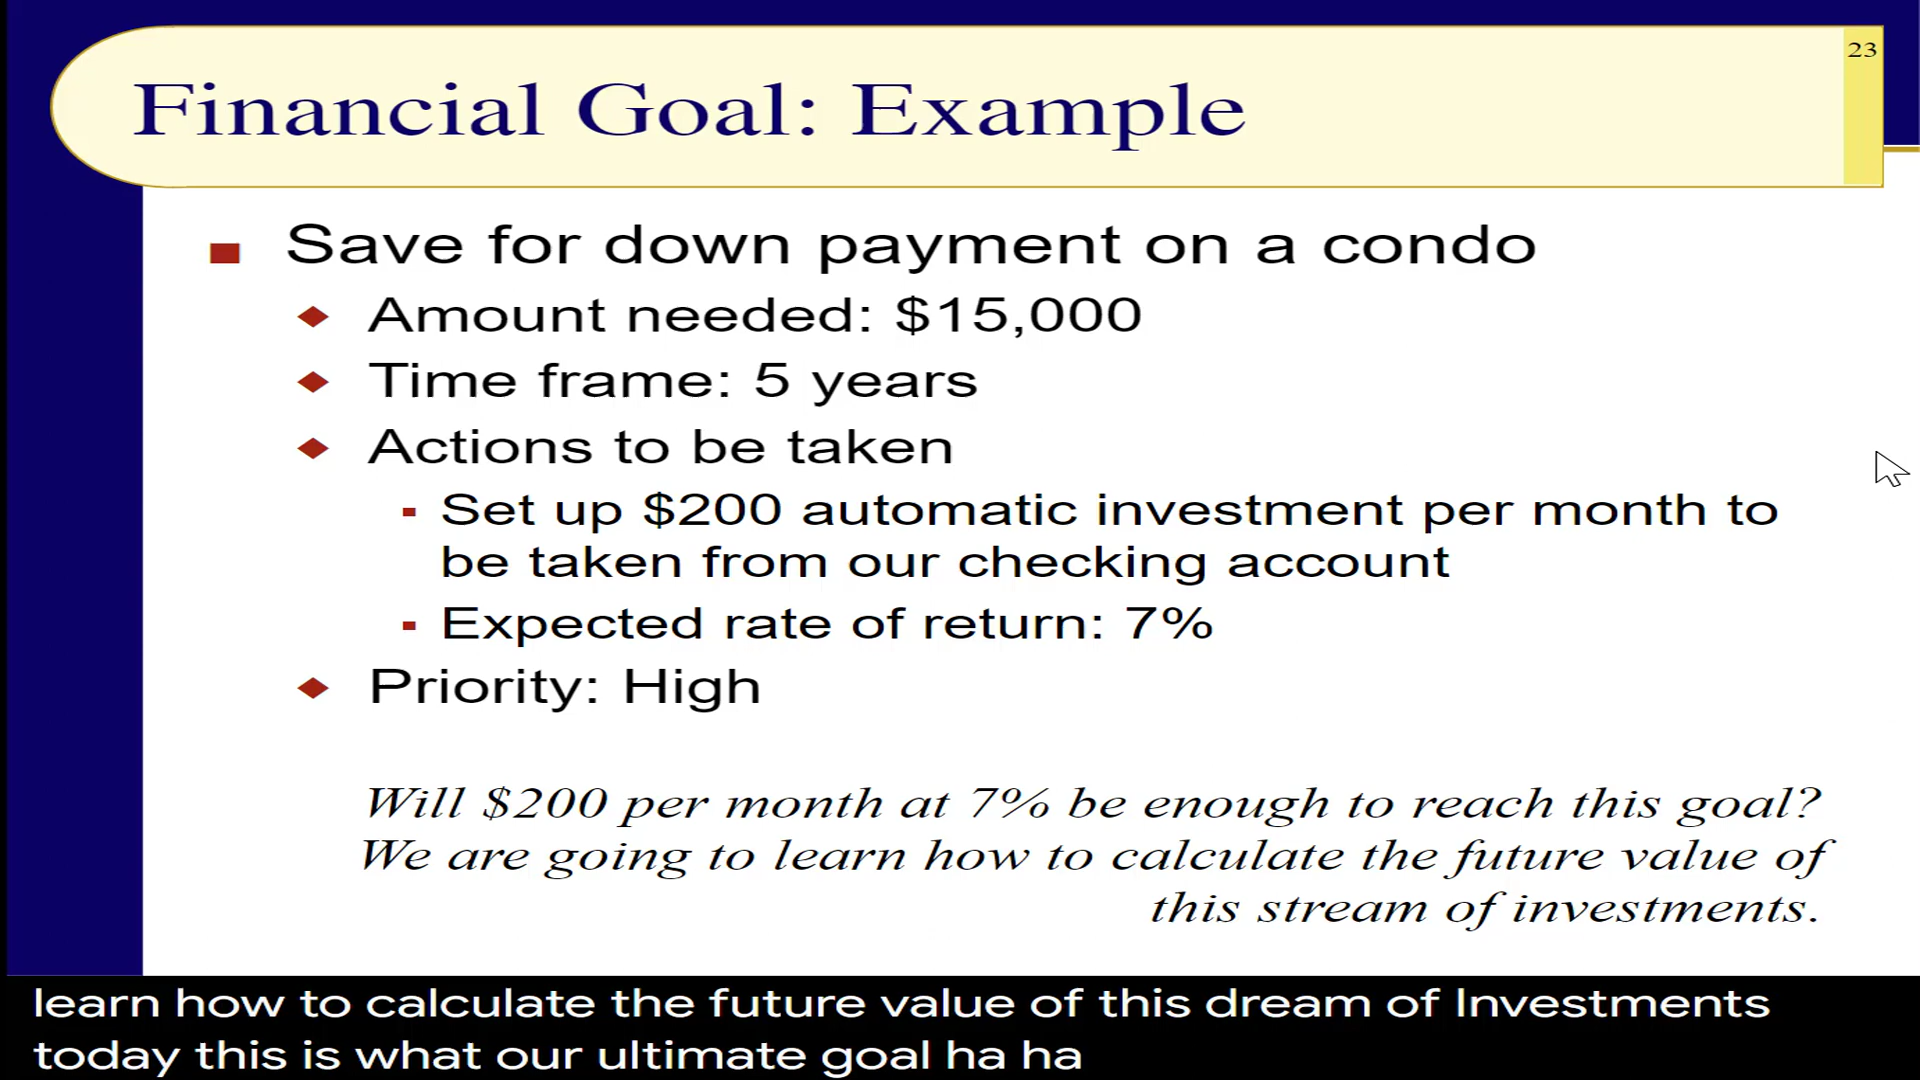 23
Financial Goal: Example
Save for down payment on a condo
Amount needed: $15,000
Time frame: 5 years
Actions to be taken
Set up $200 automatic investment per month to
be taken from our checking account
Expected rate of return: 7%
Priority: High
Will $200 per month at 7% be enough to reach this goal?
We are going to learn how to calculate the future value of
this stream of investments.
learn how to calculate the future value of this dream of Investments
today this is what our ultimate goal ha ha